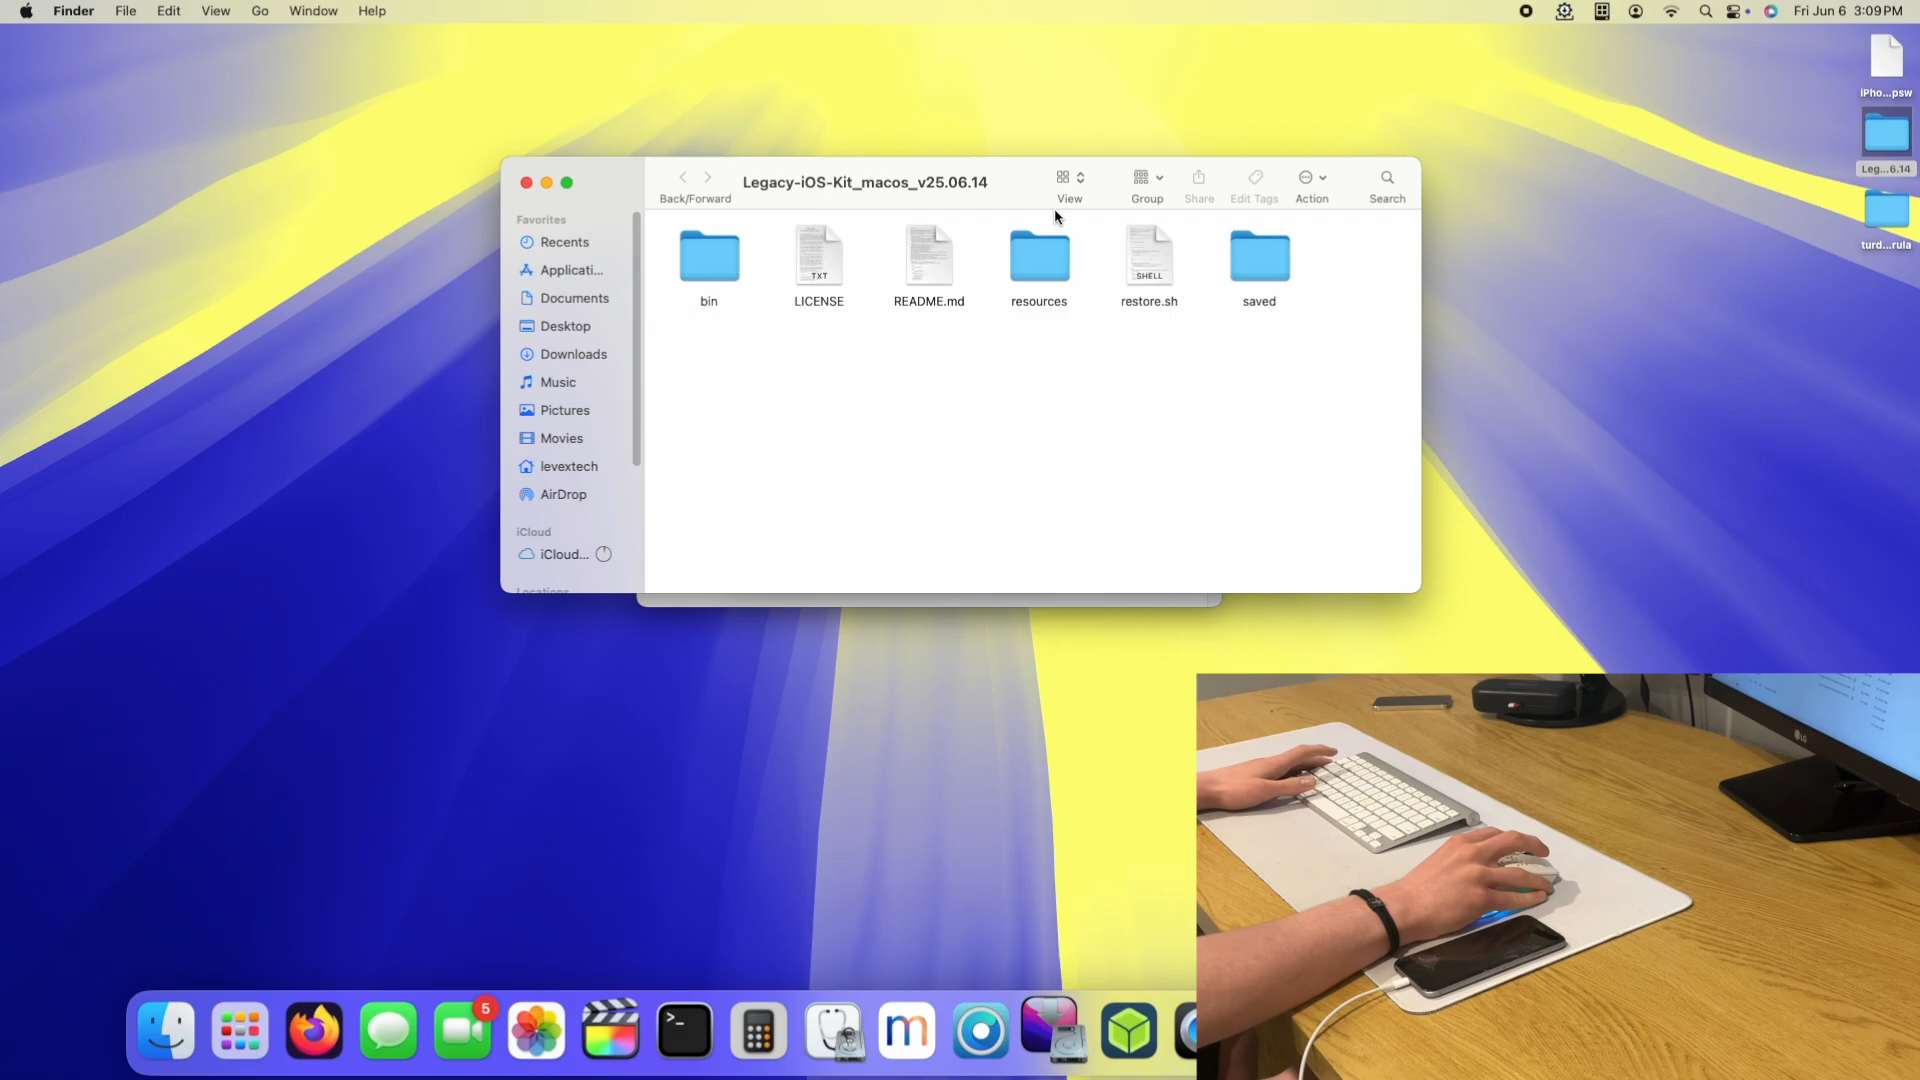 Finder File Edit View Go Window Help
Fri Jun 6 3:09 PM
iPho...psw
Leg...6.14
turd...rula
Back/Forward
Legacy-iOS-Kit_macos_v25.06.14
View
Group
Share
Edit Tags
Action
Search
Favorites
Recents
Applicati...
Documents
Desktop
Downloads
Music
Pictures
Movies
levextech
AirDrop
iCloud
iCloud...
Locations
TXT
SHELL
bin
LICENSE
README.md
resources
restore.sh
saved
LG
5
>_
m